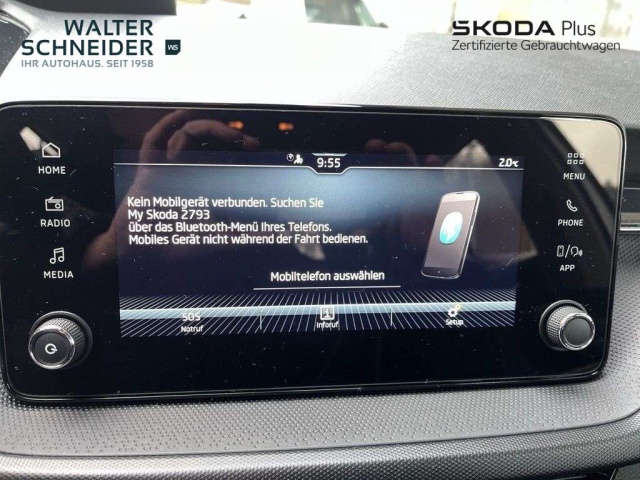 WALTER
SCHNEIDER
WS
IHR AUTOHAUS. SEIT 1958
SKODA Plus
Zertifizierte Gebrauchtwagen
9:55
2.0°C
HOME
RADIO
MEDIA
Kein Mobilgerät verbunden. Suchen Sie
My Skoda 2793
über das Bluetooth-Menü Ihres Telefons.
Mobiles Gerät nicht während der Fahrt bedienen.
Mobiltelefon auswählen
SOS
Notruf
Inforuf
Setup
MENU
PHONE
APP